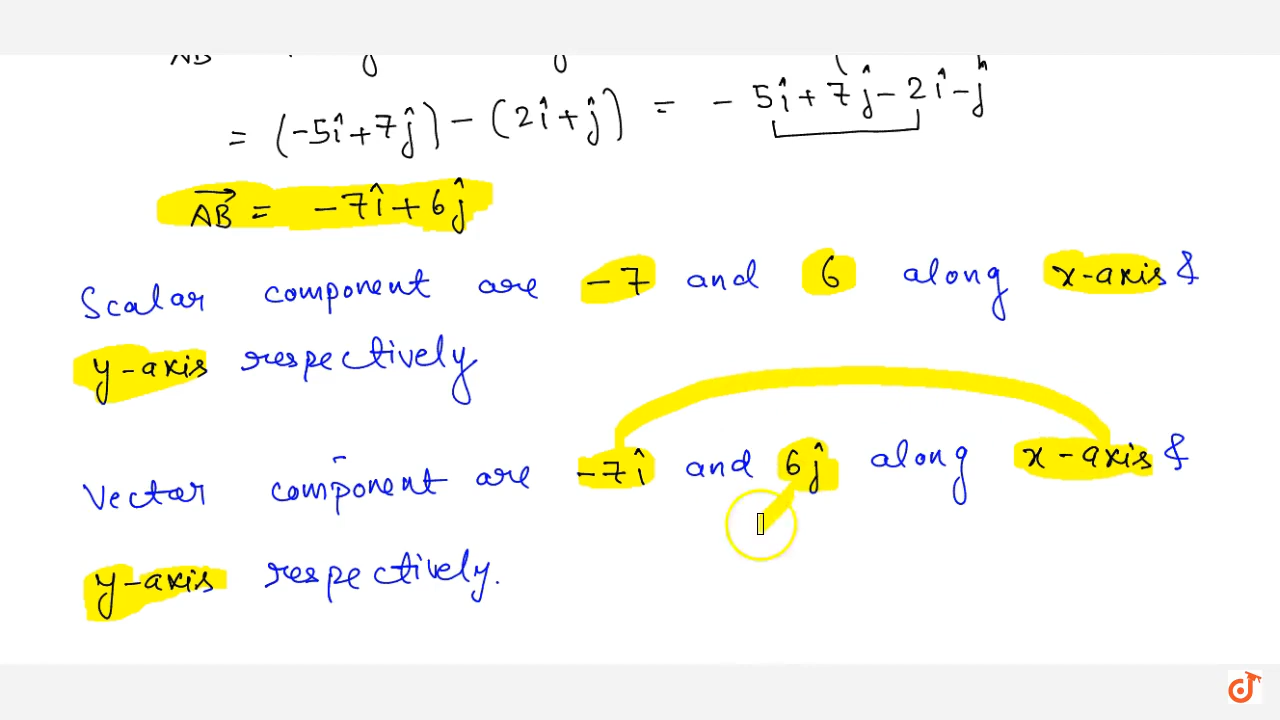 AB
= (-5î+7ĵ) - (2î+ĵ) = - 5î+7ĵ-2î-ĵ
AB⃗ = -7î+6ĵ
Scalar component are -7 and 6 along x-axis &
y-axis respectively
Vector component are -7î and 6ĵ along x-axis &
y-axis respectively.